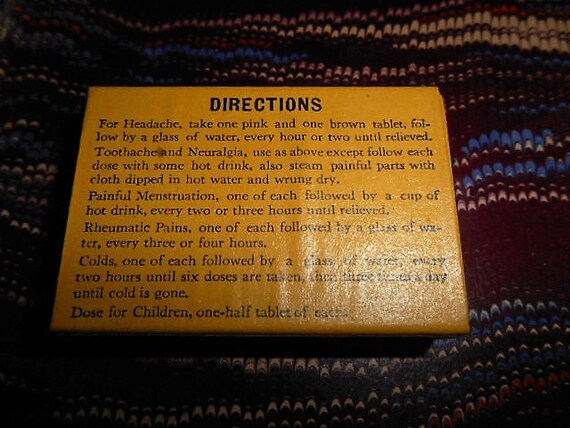 DIRECTIONS
For Headache, take one pink and one brown tablet, fol-
low by a glass of water, every hour or two until relieved.
Toothache and Neuralgia, use as above except follow each
dose with some hot drink, also steam painful parts with
cloth dipped in hot water and wrung dry.
Painful Menstruation, one of each followed by a cup of
hot drink, every two or three hours until relieved.
Rheumatic Pains, one of each followed by a glass of wa-
ter, every three or four hours.
Colds, one of each followed by a glass of water, every
two hours until six doses are taken, then three times a day
until cold is gone.
Dose for Children, one-half tablet of each.